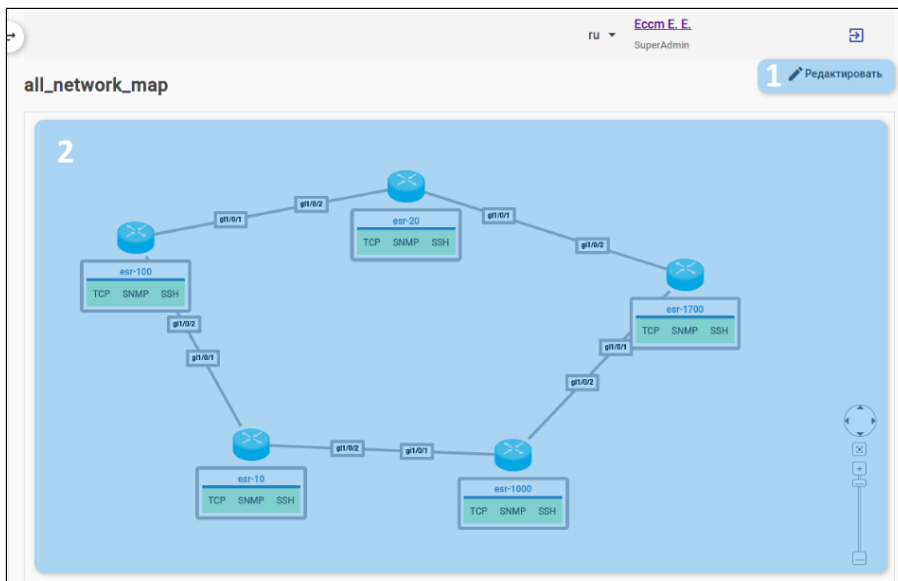 ru
Eccm E. E.
SuperAdmin
all_network_map
1 Редактировать
2
esr-20
TCP SNMP SSH
gi1/0/2
gi1/0/1
gi1/0/1
gi1/0/2
esr-100
TCP SNMP SSH
esr-1700
TCP SNMP SSH
gi1/0/2
gi1/0/1
gi1/0/1
gi1/0/2
gi1/0/2
gi1/0/1
esr-10
TCP SNMP SSH
esr-1000
TCP SNMP SSH